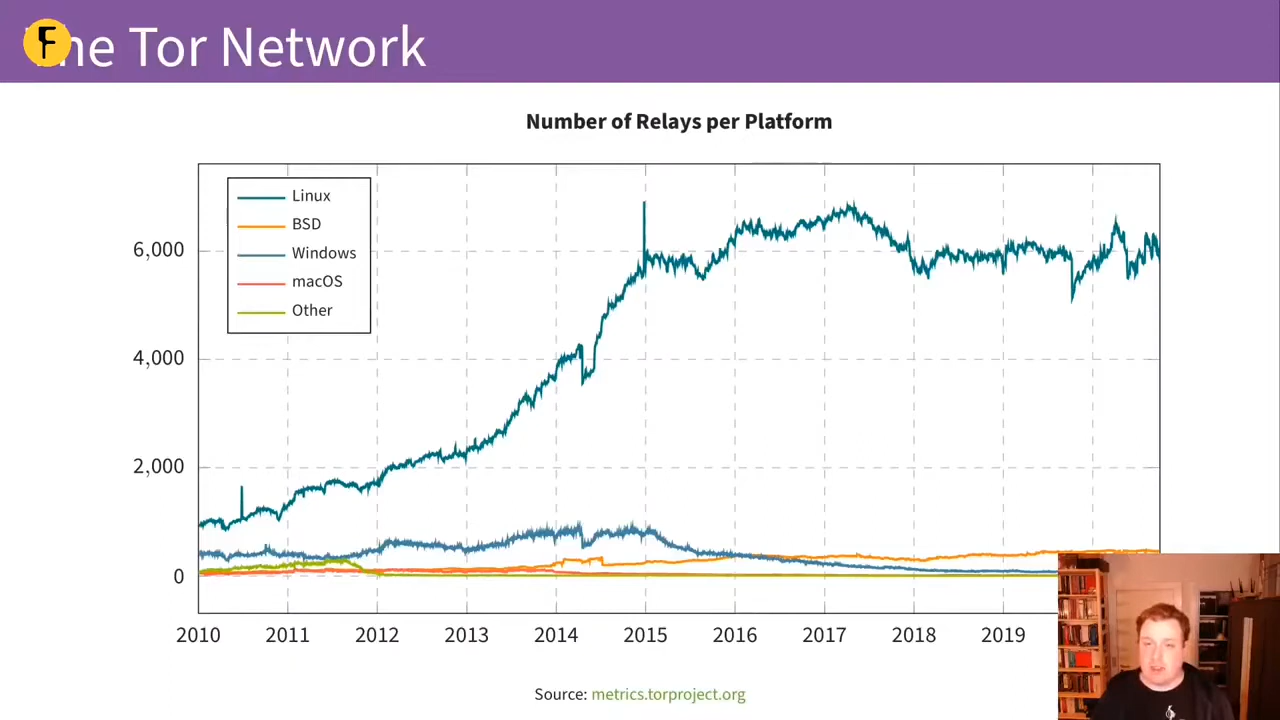 The Tor Network
Number of Relays per Platform
Linux
BSD
Windows
macOS
Other
6,000
4,000
2,000
0
2010 2011 2012 2013 2014 2015 2016 2017 2018 2019
Source: metrics.torproject.org